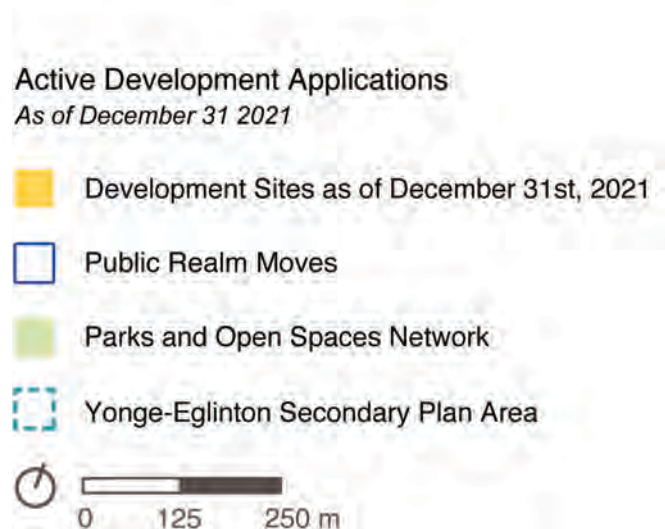 Active Development Applications
As of December 31 2021
Development Sites as of December 31st, 2021
Public Realm Moves
Parks and Open Spaces Network
Yonge-Eglinton Secondary Plan Area
0 125 250 m